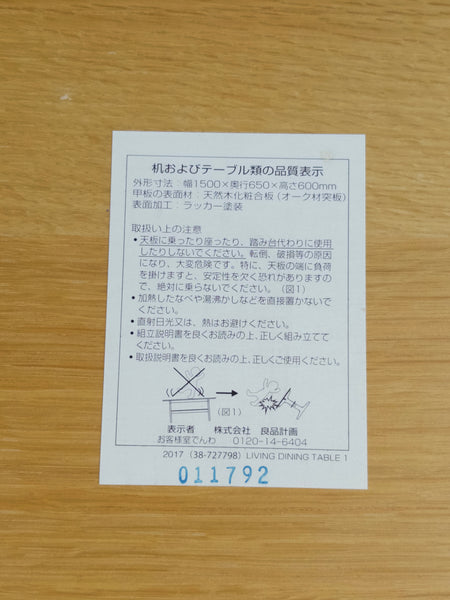 机およびテーブル類の品質表示
外形寸法：幅1500×奥行650×高さ600mm
甲板の表面材：天然木化粧合板（オーク材突板）
表面加工：ラッカー塗装
取扱い上の注意
• 天板に乗ったり座ったり、踏み台代わりに使用
したりしないでください。転倒、破損等の原因
になり、大変危険です。特に、天板の端に負荷
を掛けますと、安定性を欠く恐れがありますの
で、絶対に乗らないでください。（図1）
• 加熱したなべや湯沸かしなどを直接置かないで
ください。
• 直射日光又は、熱はお避けください。
• 組立説明書を良くお読みの上、正しく組み立てて
ください。
• 取扱説明書を良くお読みの上、正しくご使用ください。
（図1）
表示者 株式会社 良品計画
お客様室でんわ 0120-14-6404
2017（38-727798）LIVING DINING TABLE 1
011792